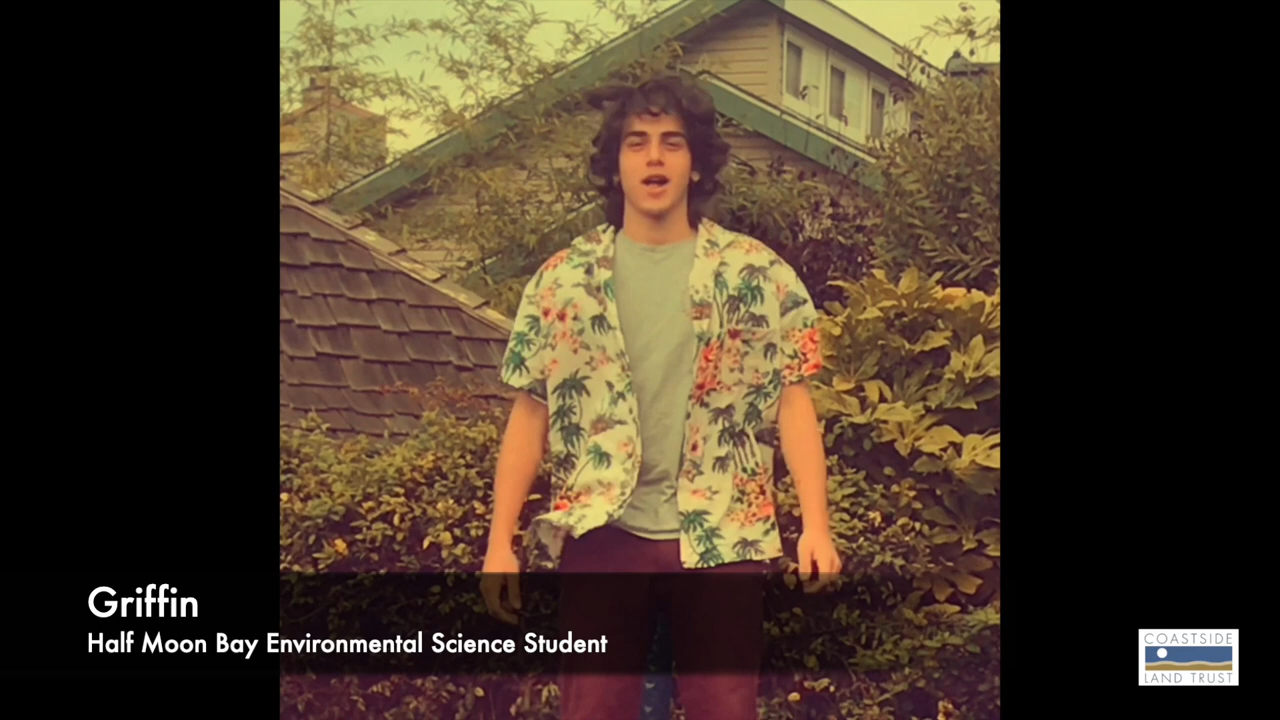 Griffin
Half Moon Bay Environmental Science Student
COASTSIDE
LAND TRUST